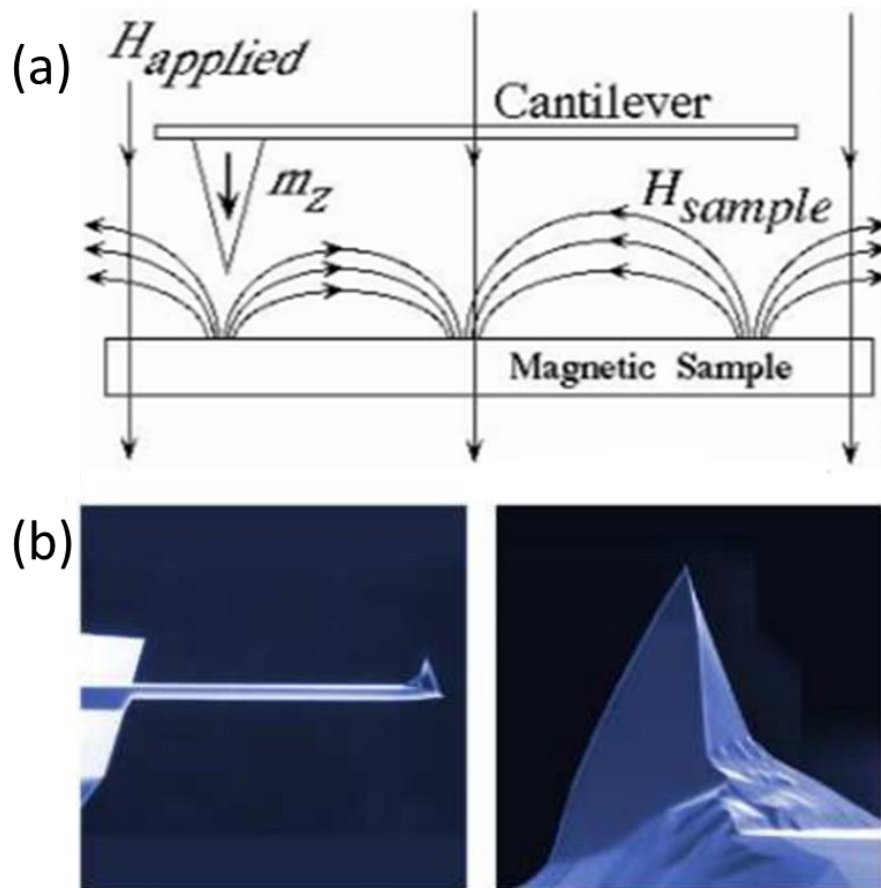 (a)
H_applied
Cantilever
m_z
H_sample
Magnetic Sample
(b)